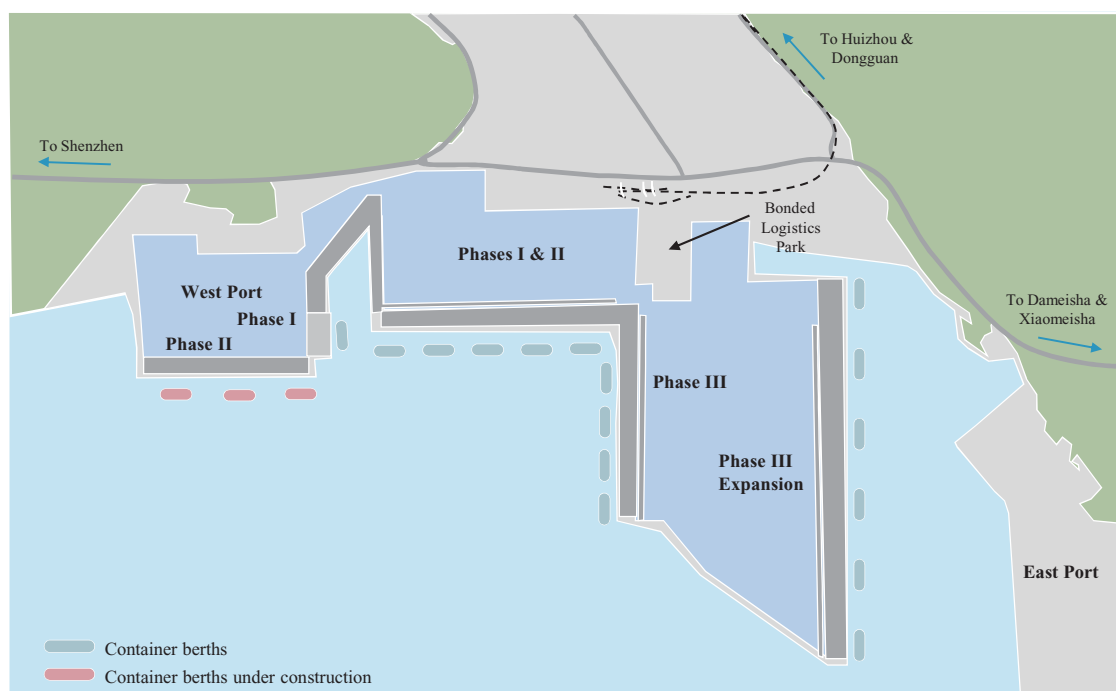 To Huizhou &
Dongguan
To Shenzhen
Bonded
Logistics
Park
Phases I & II
West Port
Phase I
Phase II
To Dameisha &
Xiaomeisha
Phase III
Phase III
Expansion
East Port
Container berths
Container berths under construction